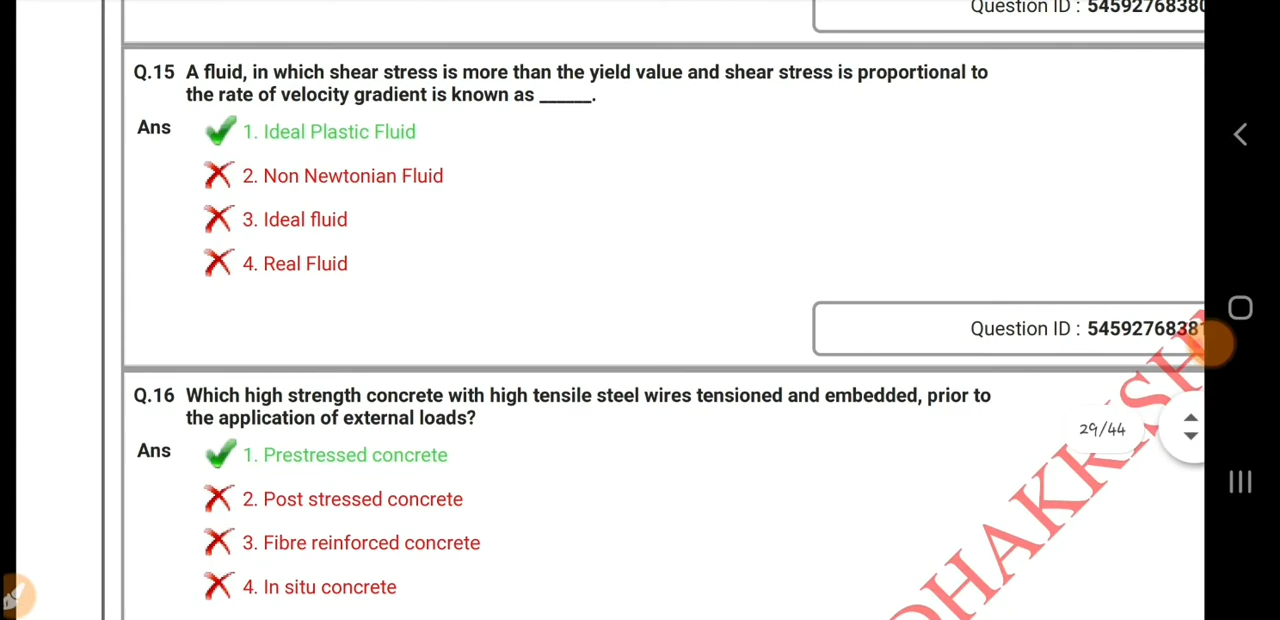 Question ID : 5459276838
Q.15 A fluid, in which shear stress is more than the yield value and shear stress is proportional to
the rate of velocity gradient is known as ______.
Ans 1. Ideal Plastic Fluid
2. Non Newtonian Fluid
3. Ideal fluid
4. Real Fluid
Question ID : 5459276838
Q.16 Which high strength concrete with high tensile steel wires tensioned and embedded, prior to
the application of external loads?
29/44
Ans 1. Prestressed concrete
2. Post stressed concrete
3. Fibre reinforced concrete
4. In situ concrete